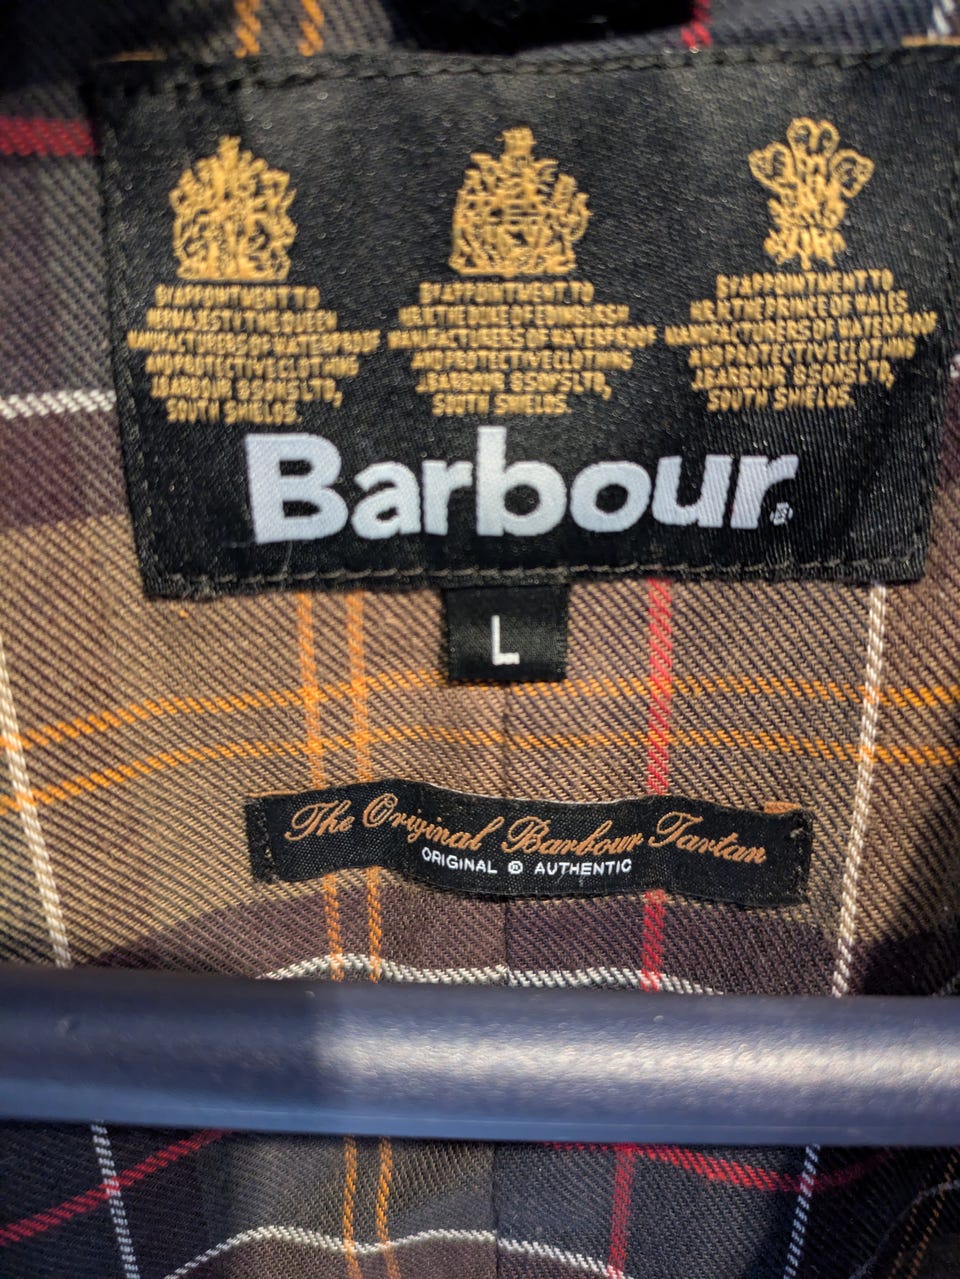 BY APPOINTMENT TO
HER MAJESTY THE QUEEN
MANUFACTURERS OF WATERPROOF
AND PROTECTIVE CLOTHING
J.BARBOUR & SONS LTD,
SOUTH SHIELDS.
BY APPOINTMENT TO
H.R.H. THE DUKE OF EDINBURGH
MANUFACTURERS OF WATERPROOF
AND PROTECTIVE CLOTHING
J.BARBOUR & SONS LTD,
SOUTH SHIELDS.
BY APPOINTMENT TO
H.R.H. THE PRINCE OF WALES
MANUFACTURERS OF WATERPROOF
AND PROTECTIVE CLOTHING
J.BARBOUR & SONS LTD,
SOUTH SHIELDS.
Barbour®
L
The Original Barbour Tartan
ORIGINAL ® AUTHENTIC